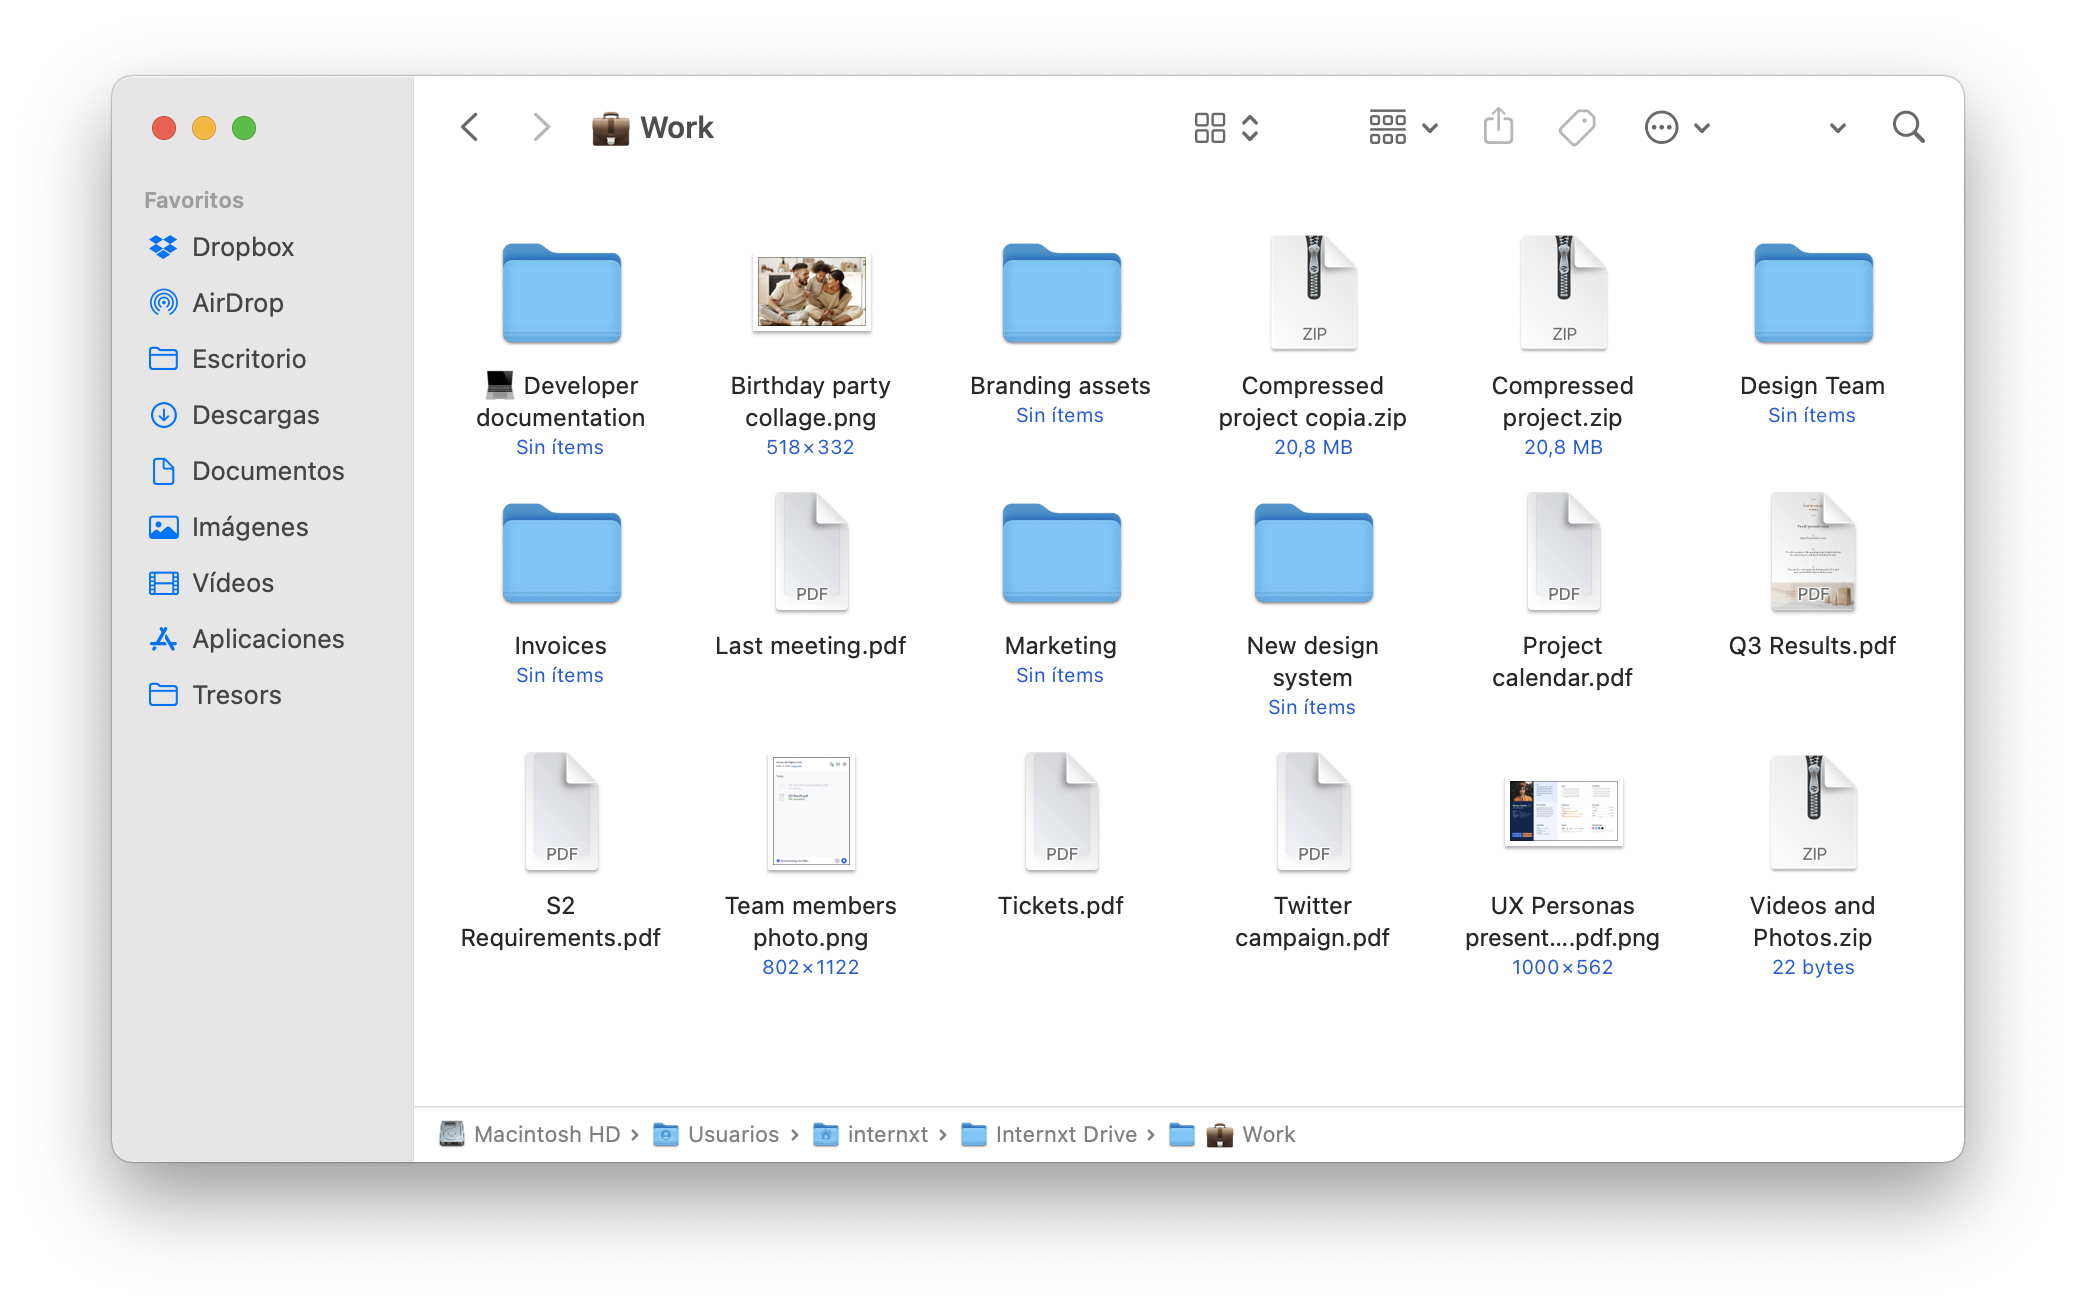 Work
Favoritos
Dropbox
AirDrop
Escritorio
Descargas
Documentos
Imágenes
Vídeos
Aplicaciones
Tresors
ZIP
ZIP
Developer
documentation
Sin ítems
Birthday party
collage.png
518×332
Branding assets
Sin ítems
Compressed
project copia.zip
20,8 MB
Compressed
project.zip
20,8 MB
Design Team
Sin ítems
PDF
PDF
PDF
Invoices
Sin ítems
Last meeting.pdf
Marketing
Sin ítems
New design
system
Sin ítems
Project
calendar.pdf
Q3 Results.pdf
PDF
PDF
PDF
ZIP
S2
Requirements.pdf
Team members
photo.png
802×1122
Tickets.pdf
Twitter
campaign.pdf
UX Personas
present....pdf.png
1000×562
Videos and
Photos.zip
22 bytes
Macintosh HD › Usuarios › internxt › Internxt Drive › Work